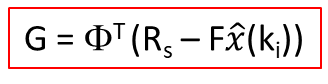 G = Φᵀ(Rₛ − Fx̂(kᵢ))